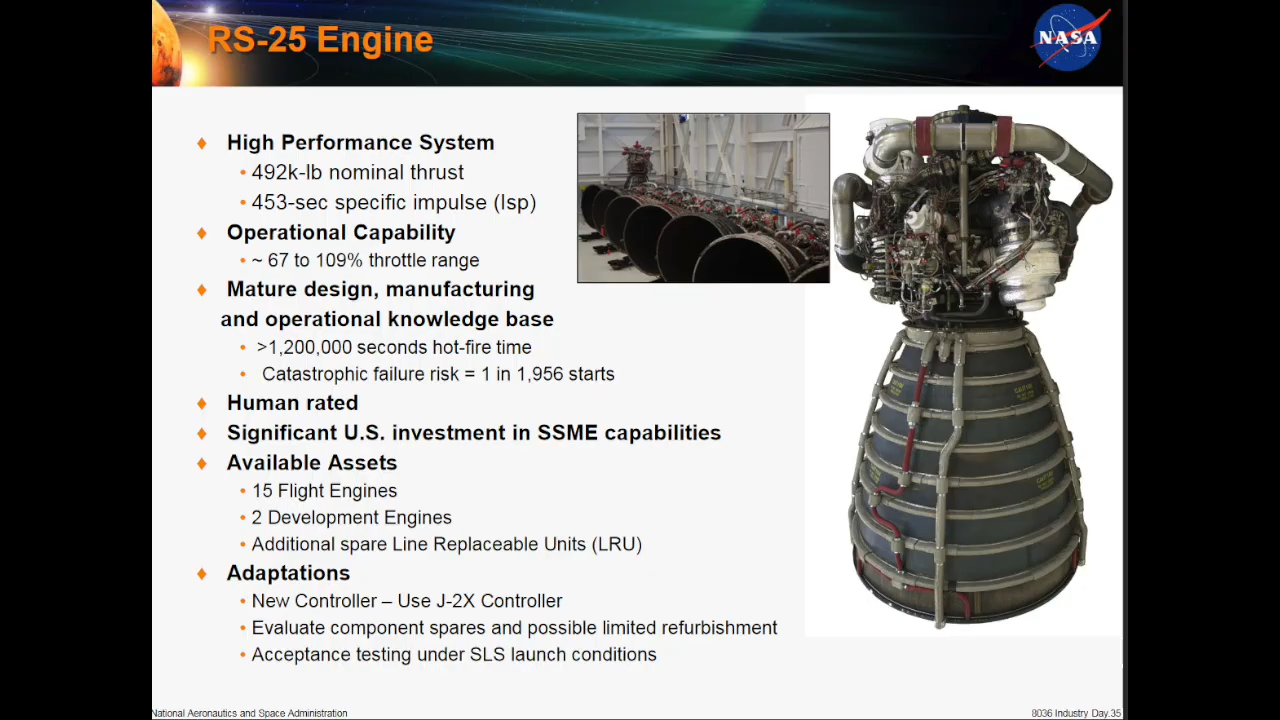 RS-25 Engine
NASA
♦ High Performance System
• 492k-lb nominal thrust
• 453-sec specific impulse (Isp)
♦ Operational Capability
• ~ 67 to 109% throttle range
♦ Mature design, manufacturing
and operational knowledge base
• >1,200,000 seconds hot-fire time
• Catastrophic failure risk = 1 in 1,956 starts
♦ Human rated
♦ Significant U.S. investment in SSME capabilities
♦ Available Assets
• 15 Flight Engines
• 2 Development Engines
• Additional spare Line Replaceable Units (LRU)
♦ Adaptations
• New Controller – Use J-2X Controller
• Evaluate component spares and possible limited refurbishment
• Acceptance testing under SLS launch conditions
National Aeronautics and Space Administration
8036 Industry Day.35